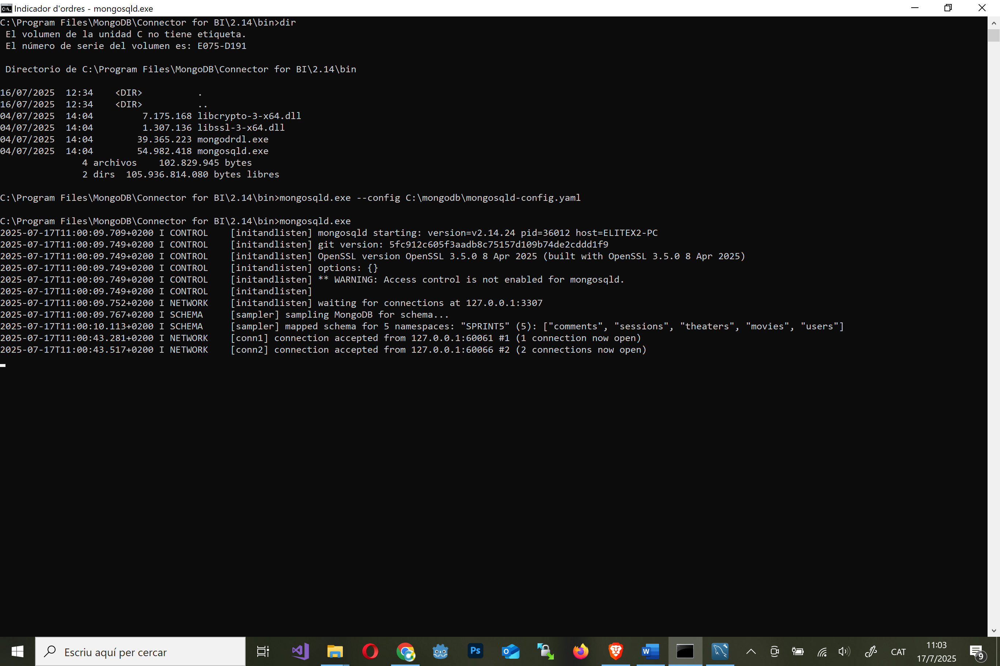 Indicador d'ordres - mongosqld.exe
C:\Program Files\MongoDB\Connector for BI\2.14\bin>dir
El volumen de la unidad C no tiene etiqueta.
El número de serie del volumen es: E075-D191
Directorio de C:\Program Files\MongoDB\Connector for BI\2.14\bin
16/07/2025  12:34    <DIR>          .
16/07/2025  12:34    <DIR>          ..
04/07/2025  14:04         7.175.168 libcrypto-3-x64.dll
04/07/2025  14:04         1.307.136 libssl-3-x64.dll
04/07/2025  14:04        39.365.223 mongodrdl.exe
04/07/2025  14:04        54.982.418 mongosqld.exe
4 archivos    102.829.945 bytes
2 dirs  105.936.814.080 bytes libres
C:\Program Files\MongoDB\Connector for BI\2.14\bin>mongosqld.exe --config C:\mongodb\mongosqld-config.yaml
C:\Program Files\MongoDB\Connector for BI\2.14\bin>mongosqld.exe
2025-07-17T11:00:09.709+0200 I CONTROL    [initandlisten] mongosqld starting: version=v2.14.24 pid=36012 host=ELITEX2-PC
2025-07-17T11:00:09.749+0200 I CONTROL    [initandlisten] git version: 5fc912c605f3aadb8c75157d109b74de2cddd1f9
2025-07-17T11:00:09.749+0200 I CONTROL    [initandlisten] OpenSSL version OpenSSL 3.5.0 8 Apr 2025 (built with OpenSSL 3.5.0 8 Apr 2025)
2025-07-17T11:00:09.749+0200 I CONTROL    [initandlisten] options: {}
2025-07-17T11:00:09.749+0200 I CONTROL    [initandlisten] ** WARNING: Access control is not enabled for mongosqld.
2025-07-17T11:00:09.749+0200 I CONTROL    [initandlisten]
2025-07-17T11:00:09.752+0200 I NETWORK    [initandlisten] waiting for connections at 127.0.0.1:3307
2025-07-17T11:00:09.767+0200 I SCHEMA     [sampler] sampling MongoDB for schema...
2025-07-17T11:00:10.113+0200 I SCHEMA     [sampler] mapped schema for 5 namespaces: "SPRINT5" (5): ["comments", "sessions", "theaters", "movies", "users"]
2025-07-17T11:00:43.281+0200 I NETWORK    [conn1] connection accepted from 127.0.0.1:60061 #1 (1 connection now open)
2025-07-17T11:00:43.517+0200 I NETWORK    [conn2] connection accepted from 127.0.0.1:60066 #2 (2 connections now open)
Escriu aquí per cercar
Ps
CAT
11:03
17/7/2025
9